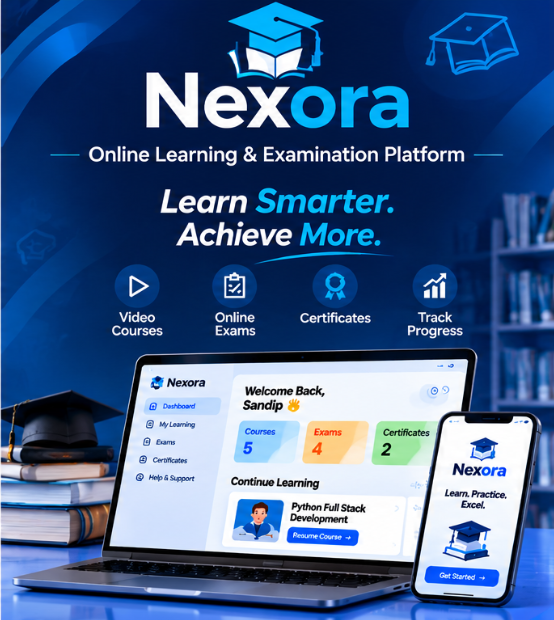 Nexora
Online Learning & Examination Platform
Learn Smarter.
Achieve More.
Video
Courses
Online
Exams
Certificates
Track
Progress
Nexora
Dashboard
My Learning
Exams
Certificates
Help & Support
Welcome Back,
Sandip 👋
Courses
5
Exams
4
Certificates
2
Continue Learning
Python Full Stack
Development
Resume Course →
Nexora
Learn. Practice.
Excel.
Get Started →